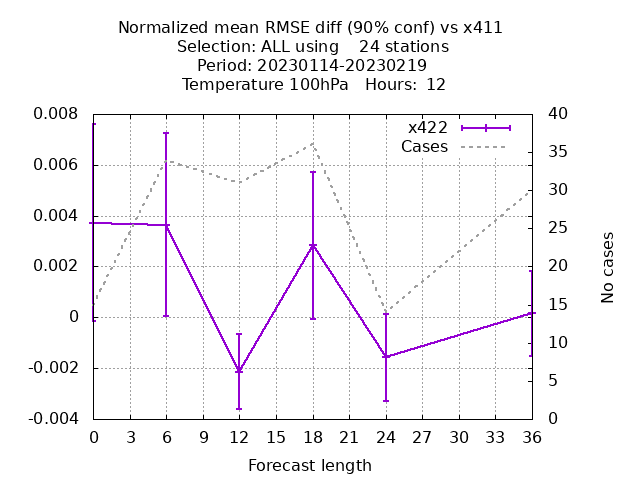 Normalized mean RMSE diff (90% conf) vs x411
Selection: ALL using    24 stations
Period: 20230114-20230219
Temperature 100hPa   Hours:  12
0.008
0.006
0.004
0.002
0
-0.002
-0.004
x422
Cases
40
35
30
25
20
15
10
5
0
No cases
0 3 6 9 12 15 18 21 24 27 30 33 36
Forecast length